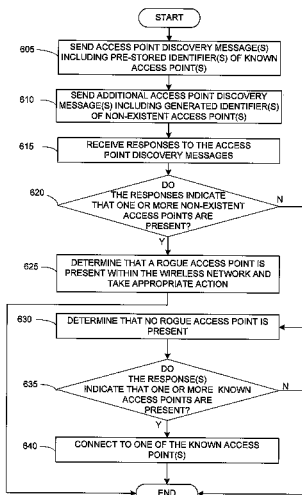 START
605
SEND ACCESS POINT DISCOVERY MESSAGE(S)
INCLUDING PRE-STORED IDENTIFIER(S) OF KNOWN
ACCESS POINT(S)
610
SEND ADDITIONAL ACCESS POINT DISCOVERY
MESSAGE(S) INCLUDING GENERATED IDENTIFIER(S)
OF NON-EXISTENT ACCESS POINT(S)
615
RECEIVE RESPONSES TO THE ACCESS
POINT DISCOVERY MESSAGES
620
DO
THE RESPONSES INDICATE
THAT ONE OR MORE NON-EXISTENT
ACCESS POINTS ARE
PRESENT?
N
Y
625
DETERMINE THAT A ROGUE ACCESS POINT IS
PRESENT WITHIN THE WIRELESS NETWORK AND
TAKE APPROPRIATE ACTION
630
DETERMINE THAT NO ROGUE ACCESS POINT IS
PRESENT
635
DO
THE RESPONSE(S)
INDICATE THAT ONE OR MORE KNOWN
ACCESS POINTS ARE
PRESENT?
N
Y
640
CONNECT TO ONE OF THE KNOWN ACCESS
POINT(S)
END